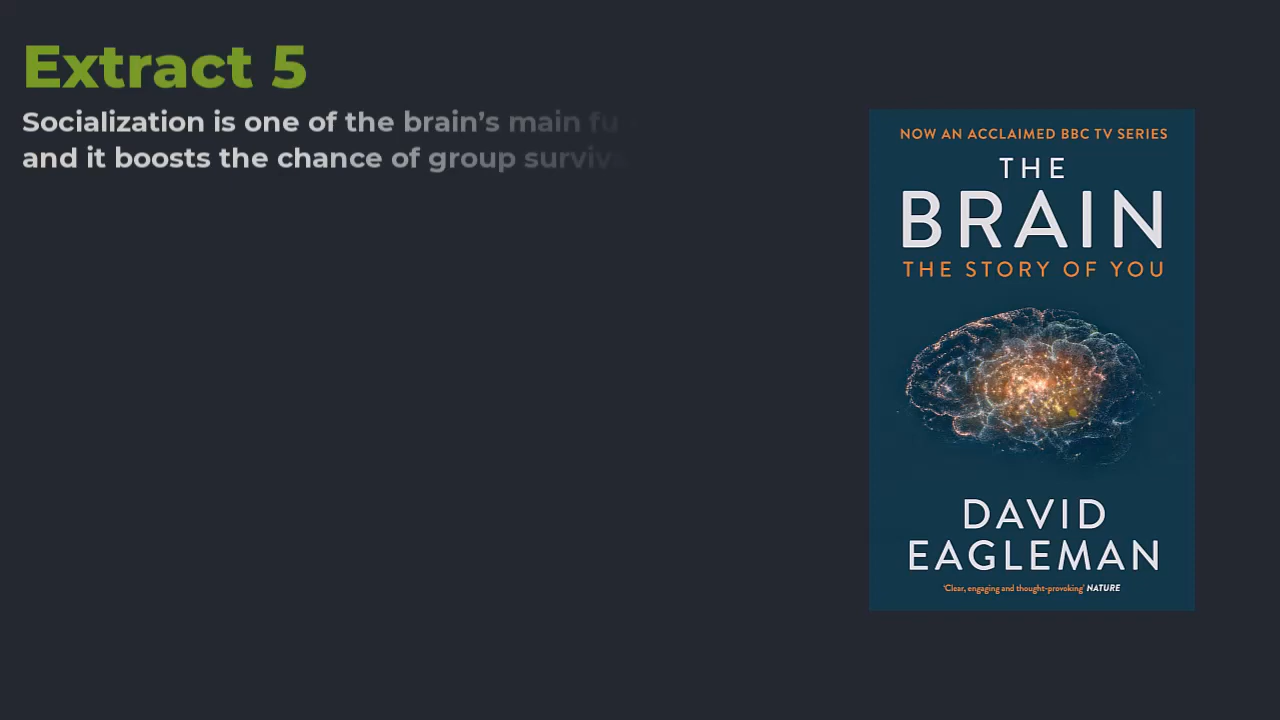 Extract 5
Socialization is one of the brain’s main
and it boosts the chance of group
NOW AN ACCLAIMED BBC TV SERIES
THE
BRAIN
THE STORY OF YOU
DAVID
EAGLEMAN
'Clear, engaging and thought-provoking' NATURE